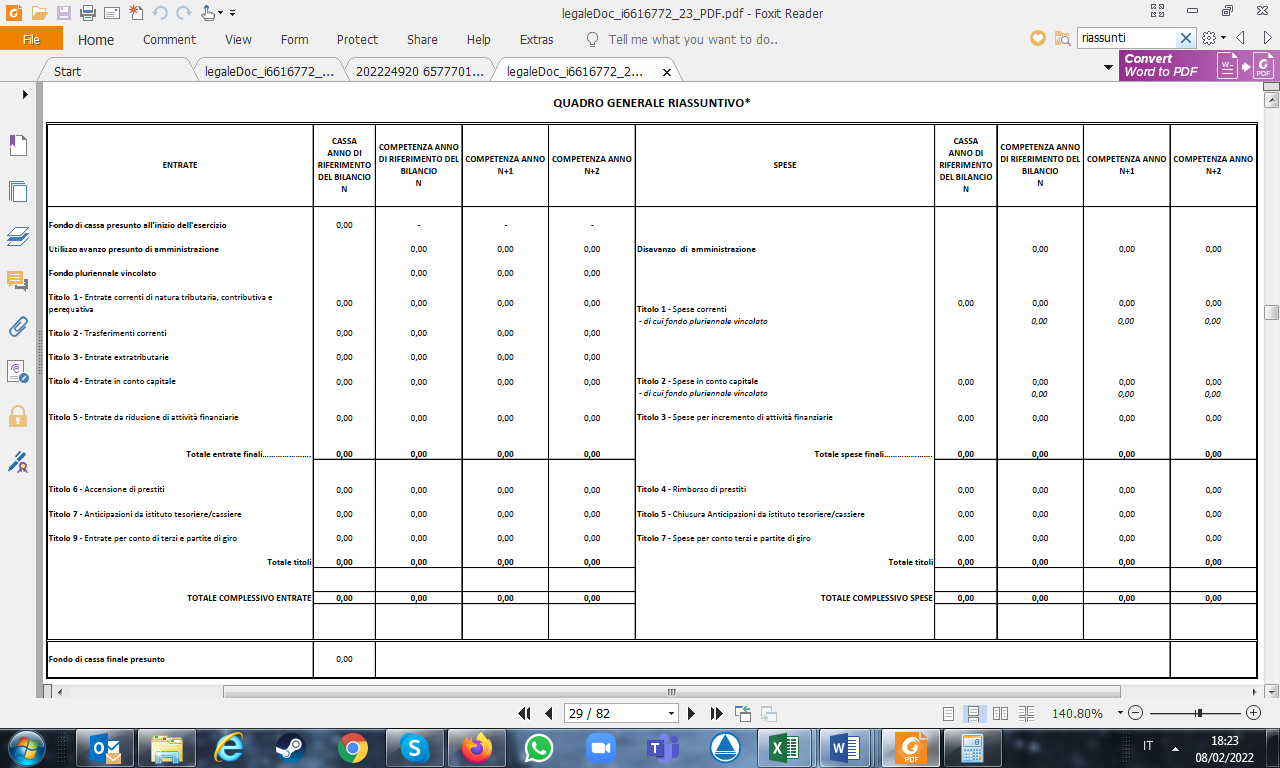 legaleDoc_i6616772_23_PDF.pdf - Foxit Reader
File Home Comment View Form Protect Share Help Extras Tell me what you want to do.. riassunti
Start legaleDoc_i6616772_... 202224920 6577701... legaleDoc_i6616772_2...
Convert
Word to PDF
QUADRO GENERALE RIASSUNTIVO*
ENTRATE
CASSA
ANNO DI
RIFERIMENTO
DEL BILANCIO
N
COMPETENZA ANNO
DI RIFERIMENTO DEL
BILANCIO
N
COMPETENZA ANNO
N+1
COMPETENZA ANNO
N+2
SPESE
CASSA
ANNO DI
RIFERIMENTO
DEL BILANCIO
N
COMPETENZA ANNO
DI RIFERIMENTO DEL
BILANCIO
N
COMPETENZA ANNO
N+1
COMPETENZA ANNO
N+2
Fondo di cassa presunto all'inizio dell'esercizio 0,00 - - -
Utilizzo avanzo presunto di amministrazione 0,00 0,00 0,00 Disavanzo di amministrazione 0,00 0,00 0,00
Fondo pluriennale vincolato 0,00 0,00 0,00
Titolo 1 - Entrate correnti di natura tributaria, contributiva e
perequativa 0,00 0,00 0,00 0,00
Titolo 1 - Spese correnti 0,00 0,00 0,00 0,00
- di cui fondo pluriennale vincolato 0,00 0,00 0,00
Titolo 2 - Trasferimenti correnti 0,00 0,00 0,00 0,00
Titolo 3 - Entrate extratributarie 0,00 0,00 0,00 0,00
Titolo 4 - Entrate in conto capitale 0,00 0,00 0,00 0,00 Titolo 2 - Spese in conto capitale 0,00 0,00 0,00 0,00
- di cui fondo pluriennale vincolato 0,00 0,00 0,00
Titolo 5 - Entrate da riduzione di attività finanziarie 0,00 0,00 0,00 0,00 Titolo 3 - Spese per incremento di attività finanziarie 0,00 0,00 0,00 0,00
Totale entrate finali..................... 0,00 0,00 0,00 0,00 Totale spese finali..................... 0,00 0,00 0,00 0,00
Titolo 6 - Accensione di prestiti 0,00 0,00 0,00 0,00 Titolo 4 - Rimborso di prestiti 0,00 0,00 0,00 0,00
Titolo 7 - Anticipazioni da istituto tesoriere/cassiere 0,00 0,00 0,00 0,00 Titolo 5 - Chiusura Anticipazioni da istituto tesoriere/cassiere 0,00 0,00 0,00 0,00
Titolo 9 - Entrate per conto di terzi e partite di giro 0,00 0,00 0,00 0,00 Titolo 7 - Spese per conto terzi e partite di giro 0,00 0,00 0,00 0,00
Totale titoli 0,00 0,00 0,00 0,00 Totale titoli 0,00 0,00 0,00 0,00
TOTALE COMPLESSIVO ENTRATE 0,00 0,00 0,00 0,00 TOTALE COMPLESSIVO SPESE 0,00 0,00 0,00 0,00
Fondo di cassa finale presunto 0,00
29 / 82 140.80%
IT 18:23
08/02/2022